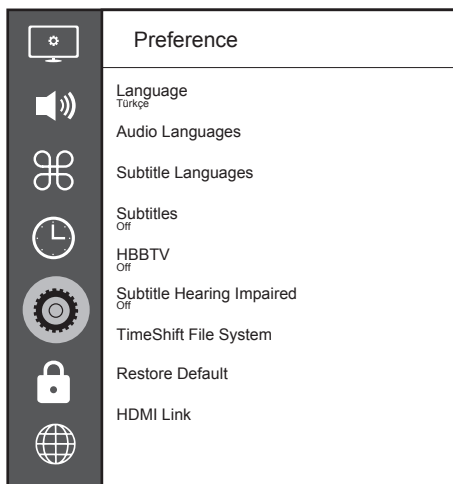 Preference
Language
Türkçe
Audio Languages
Subtitle Languages
Subtitles
Off
HBBTV
Off
Subtitle Hearing Impaired
Off
TimeShift File System
Restore Default
HDMI Link